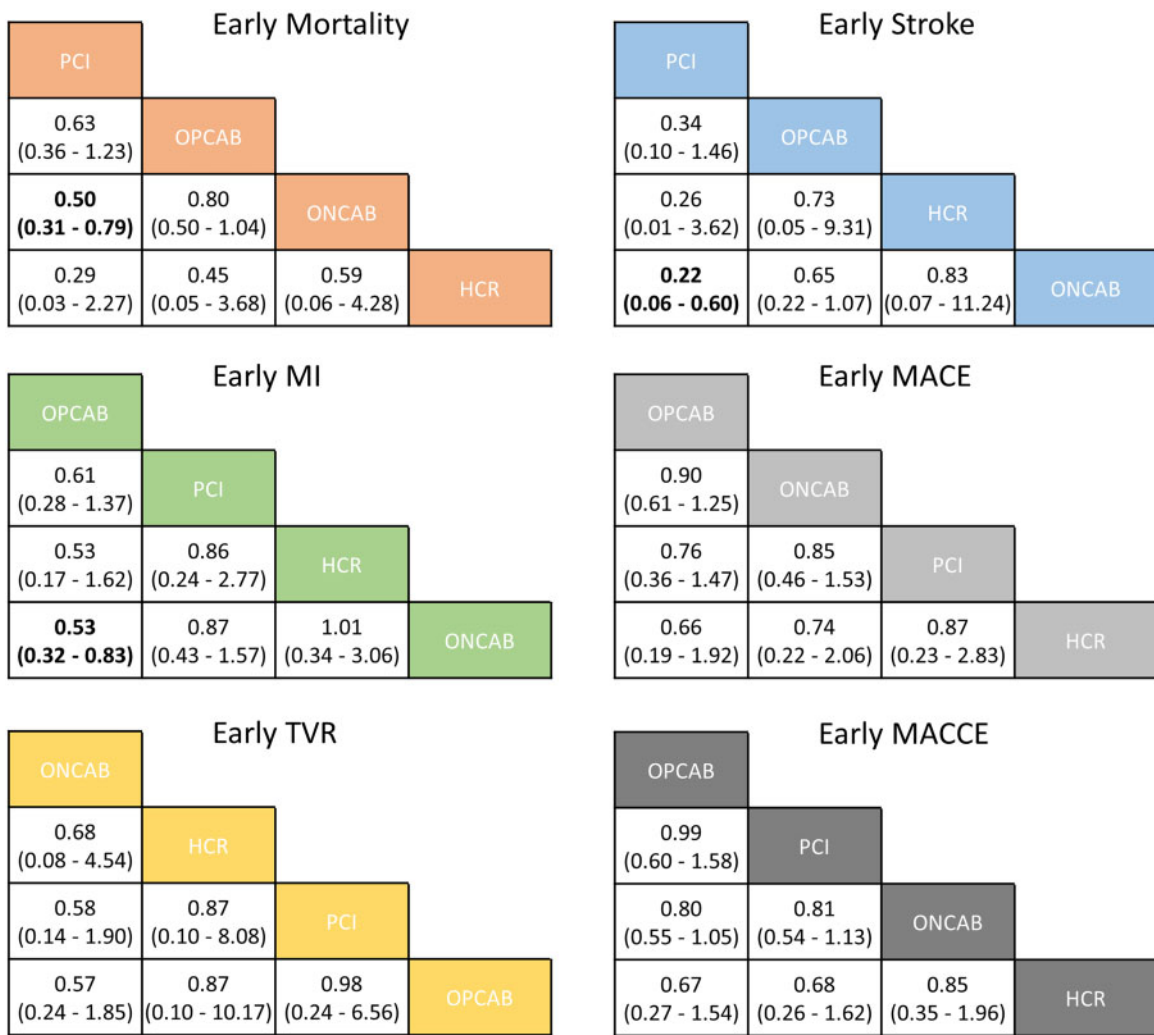 Early Mortality
PCI
0.63
(0.36 - 1.23)
OPCAB
0.50
(0.31 - 0.79)
0.80
(0.50 - 1.04)
ONCAB
0.29
(0.03 - 2.27)
0.45
(0.05 - 3.68)
0.59
(0.06 - 4.28)
HCR
Early Stroke
PCI
0.34
(0.10 - 1.46)
OPCAB
0.26
(0.01 - 3.62)
0.73
(0.05 - 9.31)
HCR
0.22
(0.06 - 0.60)
0.65
(0.22 - 1.07)
0.83
(0.07 - 11.24)
ONCAB
Early MI
OPCAB
0.61
(0.28 - 1.37)
PCI
0.53
(0.17 - 1.62)
0.86
(0.24 - 2.77)
HCR
0.53
(0.32 - 0.83)
0.87
(0.43 - 1.57)
1.01
(0.34 - 3.06)
ONCAB
Early MACE
OPCAB
0.90
(0.61 - 1.25)
ONCAB
0.76
(0.36 - 1.47)
0.85
(0.46 - 1.53)
PCI
0.66
(0.19 - 1.92)
0.74
(0.22 - 2.06)
0.87
(0.23 - 2.83)
HCR
Early TVR
ONCAB
0.68
(0.08 - 4.54)
HCR
0.58
(0.14 - 1.90)
0.87
(0.10 - 8.08)
PCI
0.57
(0.24 - 1.85)
0.87
(0.10 - 10.17)
0.98
(0.24 - 6.56)
OPCAB
Early MACCE
OPCAB
0.99
(0.60 - 1.58)
PCI
0.80
(0.55 - 1.05)
0.81
(0.54 - 1.13)
ONCAB
0.67
(0.27 - 1.54)
0.68
(0.26 - 1.62)
0.85
(0.35 - 1.96)
HCR